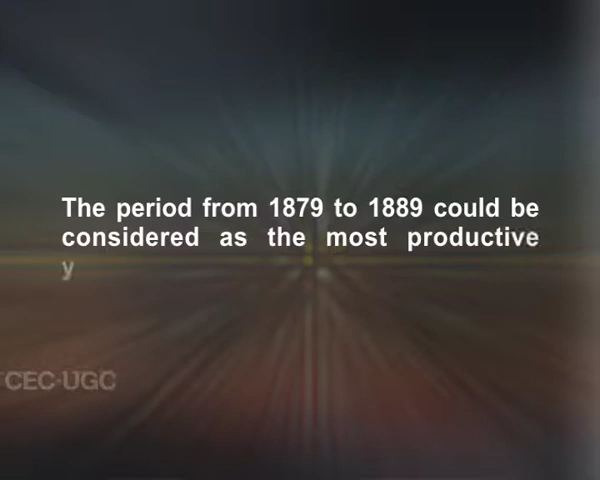 The period from 1879 to 1889 could be
considered as the most productive
y
CEC-UGC